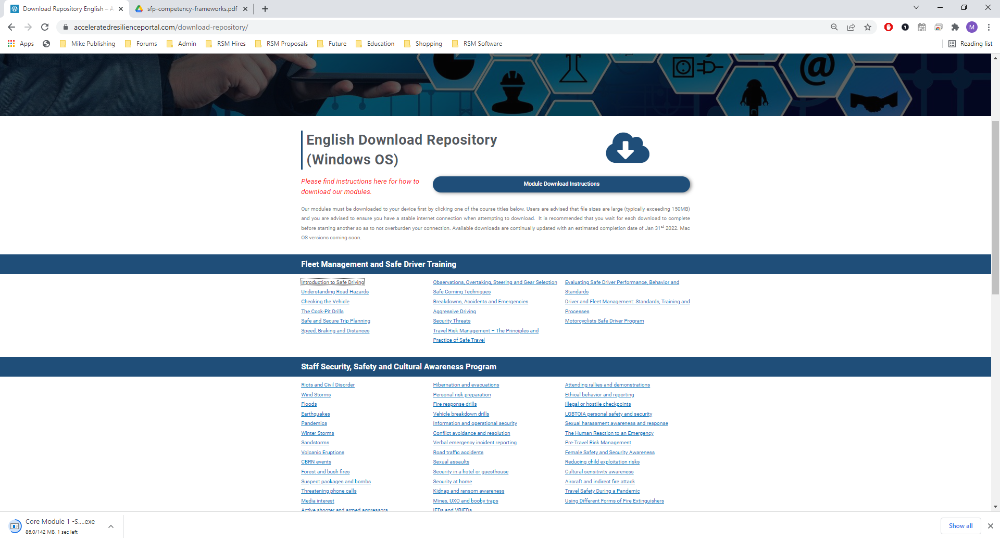 Download Repository English – A
sfp-competency-frameworks.pdf
acceleratedresilienceportal.com/download-repository/
M
Apps
Mike Publishing
Forums
Admin
RSM Hires
RSM Proposals
Future
Education
Shopping
RSM Software
Reading list
@
English Download Repository
(Windows OS)
Please find instructions here for how to
download our modules.
Module Download Instructions
Our modules must be downloaded to your device first by clicking one of the course titles below. Users are advised that file sizes are large (typically exceeding 150MB)
and you are advised to ensure you have a stable internet connection when attempting to download. It is recommended that you wait for each download to complete
before starting another so as to not overburden your connection. Available downloads are continually updated with an estimated completion date of Jan 31st 2022. Mac
OS versions coming soon.
Fleet Management and Safe Driver Training
Introduction to Safe Driving
Understanding Road Hazards
Checking the Vehicle
The Cock-Pit Drills
Safe and Secure Trip Planning
Speed, Braking and Distances
Observations, Overtaking, Steering and Gear Selection
Safe Corning Techniques
Breakdowns, Accidents and Emergencies
Aggressive Driving
Security Threats
Travel Risk Management – The Principles and
Practice of Safe Travel
Evaluating Safe Driver Performance, Behavior and
Standards
Driver and Fleet Management: Standards, Training and
Processes
Motorcyclists Safe Driver Program
Staff Security, Safety and Cultural Awareness Program
Riots and Civil Disorder
Wind Storms
Floods
Earthquakes
Pandemics
Winter Storms
Sandstorms
Volcanic Eruptions
CBRN events
Forest and bush fires
Suspect packages and bombs
Threatening phone calls
Media interest
Active shooter and armed aggressors
Hibernation and evacuations
Personal risk preparation
Fire response drills
Vehicle breakdown drills
Information and operational security
Conflict avoidance and resolution
Verbal emergency incident reporting
Road traffic accidents
Sexual assaults
Security in a hotel or guesthouse
Security at home
Kidnap and ransom awareness
Mines, UXO and booby traps
IEDs and VBIEDs
Attending rallies and demonstrations
Ethical behavior and reporting
Illegal or hostile checkpoints
LGBTQIA personal safety and security
Sexual harassment awareness and response
The Human Reaction to an Emergency
Pre-Travel Risk Management
Female Safety and Security Awareness
Reducing child exploitation risks
Cultural sensitivity awareness
Aircraft and indirect fire attack
Travel Safety During a Pandemic
Using Different Forms of Fire Extinguishers
Core Module 1 -S....exe
86.0/142 MB, 1 sec left
Show all